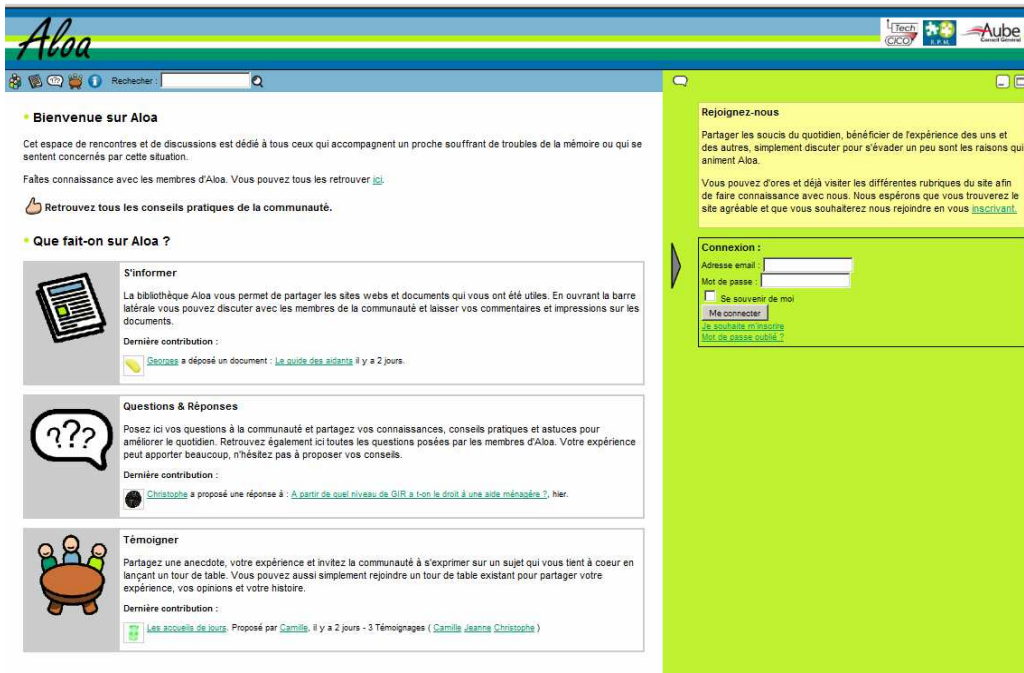 Aloa
Tech
CICO
R.P.M.
Aube
Conseil Général
Rechecher :
Bienvenue sur Aloa
Cet espace de rencontres et de discussions est dédié à tous ceux qui accompagnent un proche souffrant de troubles de la mémoire ou qui se
sentent concernés par cette situation.
Faîtes connaissance avec les membres d'Aloa. Vous pouvez tous les retrouver ici.
Retrouvez tous les conseils pratiques de la communauté.
Que fait-on sur Aloa ?
S'informer
La bibliothèque Aloa vous permet de partager les sites webs et documents qui vous ont été utiles. En ouvrant la barre
latérale vous pouvez discuter avec les membres de la communauté et laisser vos commentaires et impressions sur les
documents.
Dernière contribution :
Georges a déposé un document : Le guide des aidants il y a 2 jours.
???
Questions & Réponses
Posez ici vos questions à la communauté et partagez vos connaissances, conseils pratiques et astuces pour
améliorer le quotidien. Retrouvez également ici toutes les questions posées par les membres d'Aloa. Votre expérience
peut apporter beaucoup, n'hésitez pas à proposer vos conseils.
Dernière contribution :
Christophe a proposé une réponse à : A partir de quel niveau de GIR a t-on le droit à une aide ménagére ?, hier.
Témoigner
Partagez une anecdote, votre expérience et invitez la communauté à s'exprimer sur un sujet qui vous tient à coeur en
lançant un tour de table. Vous pouvez aussi simplement rejoindre un tour de table existant pour partager votre
expérience, vos opinions et votre histoire.
Dernière contribution :
Les accueils de jours. Proposé par Camille, il y a 2 jours - 3 Témoignages ( Camille Jeanne Christophe )
Rejoignez-nous
Partager les soucis du quotidien, bénéficier de l'expérience des uns et
des autres, simplement discuter pour s'évader un peu sont les raisons qui
animent Aloa.
Vous pouvez d'ores et déjà visiter les différentes rubriques du site afin
de faire connaissance avec nous. Nous espérons que vous trouverez le
site agréable et que vous souhaiterez nous rejoindre en vous inscrivant.
Connexion :
Adresse email :
Mot de passe :
Se souvenir de moi
Me connecter
Je souhaite m'inscrire
Mot de passe oublié ?